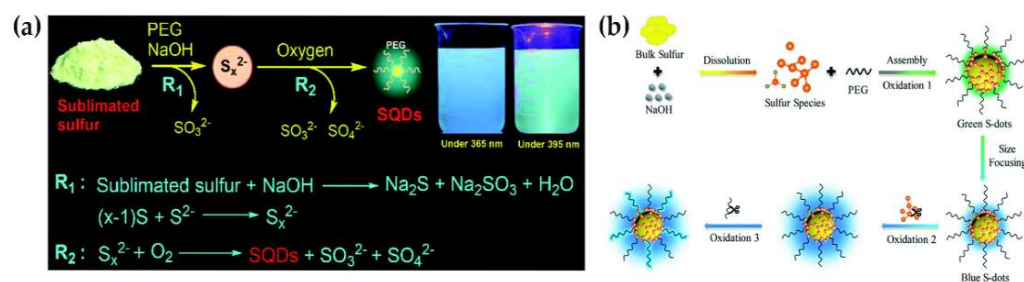 (a)
PEG
NaOH
Oxygen
Sₓ²⁻
PEG
R₁
R₂
Sublimated
sulfur
SO₃²⁻
SO₃²⁻ SO₄²⁻
SQDs
Under 365 nm
Under 395 nm
R₁ : Sublimated sulfur + NaOH ⟶ Na₂S + Na₂SO₃ + H₂O
(x-1)S + S²⁻ ⟶ Sₓ²⁻
R₂ : Sₓ²⁻ + O₂ ⟶ SQDs + SO₃²⁻ + SO₄²⁻
(b)
Bulk Sulfur
+
NaOH
Dissolution
Sulfur Species
+
PEG
Assembly
Oxidation 1
Green S-dots
Size
Focusing
Blue S-dots
Oxidation 2
Oxidation 3